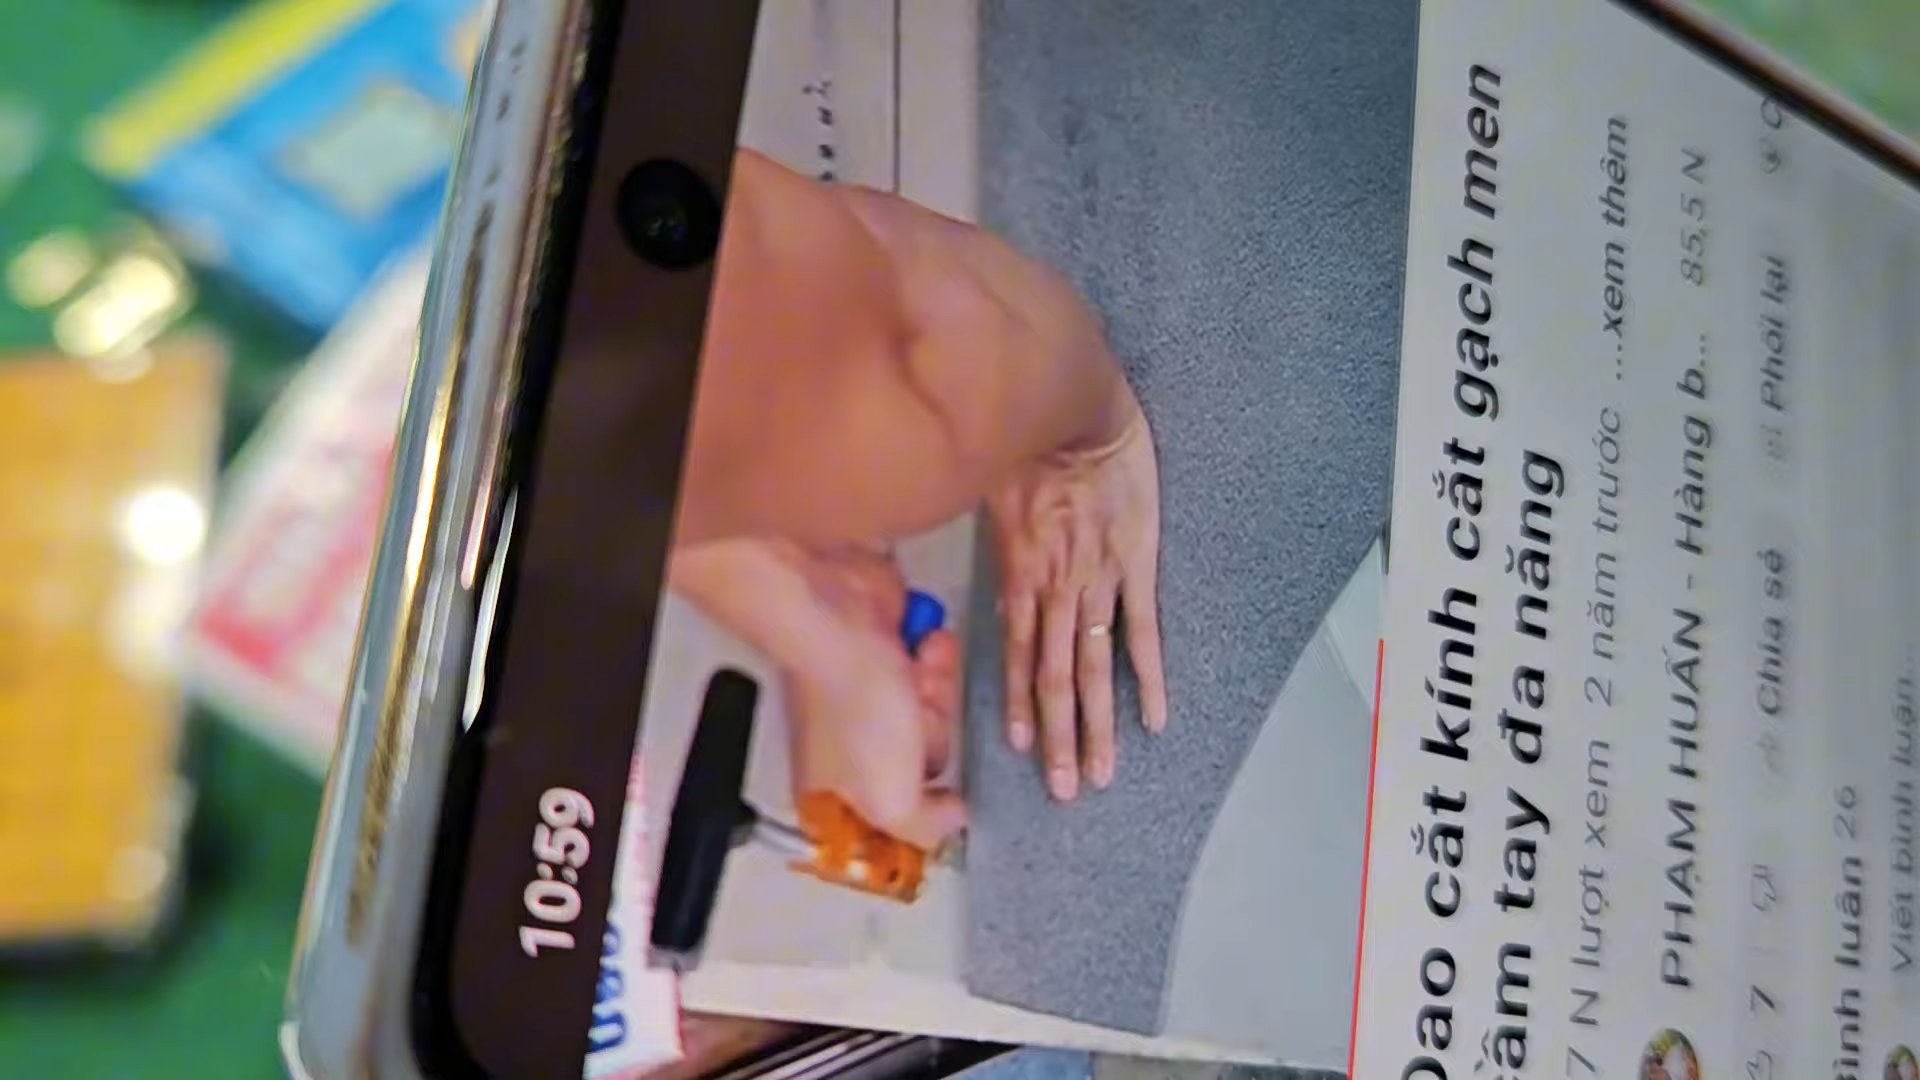 10:59
Dao cắt kính cắt gạch men
cầm tay đa năng
7 N lượt xem 2 năm trước ...xem thêm
PHẠM HUẤN - Hàng b... 85,5 N
7 Chia sẻ Phối lại
Bình luận 26
Viết bình luận...